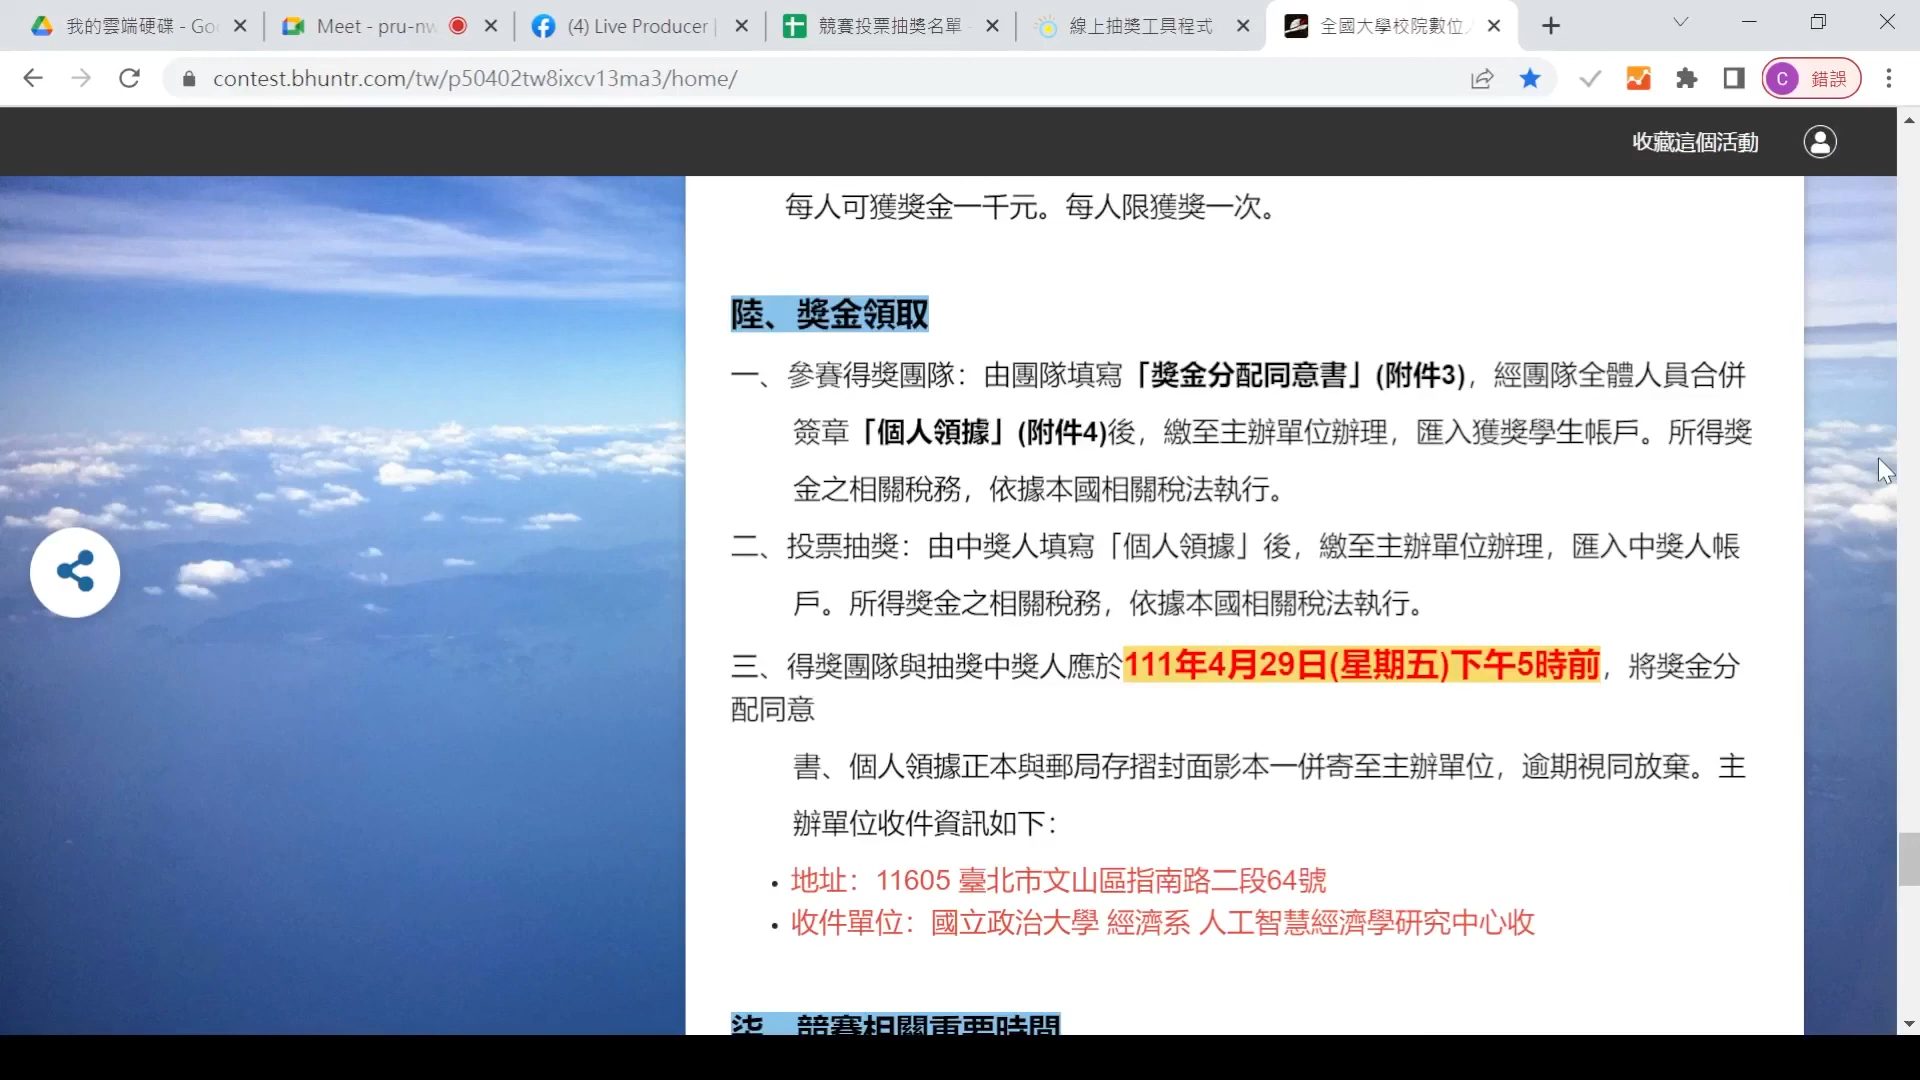 我的雲端硬碟 - Go
Meet - pru-nw
(4) Live Producer |
競賽投票抽獎名單 -
線上抽獎工具程式
全國大學校院數位
contest.bhuntr.com/tw/p50402tw8ixcv13ma3/home/
C 錯誤
收藏這個活動
每人可獲獎金一千元。每人限獲獎一次。
陸、獎金領取
一、參賽得獎團隊：由團隊填寫「獎金分配同意書」(附件3)，經團隊全體人員合併
簽章「個人領據」(附件4)後，繳至主辦單位辦理，匯入獲獎學生帳戶。所得獎
金之相關稅務，依據本國相關稅法執行。
二、投票抽獎：由中獎人填寫「個人領據」後，繳至主辦單位辦理，匯入中獎人帳
戶。所得獎金之相關稅務，依據本國相關稅法執行。
三、得獎團隊與抽獎中獎人應於111年4月29日(星期五)下午5時前，將獎金分
配同意
書、個人領據正本與郵局存摺封面影本一併寄至主辦單位，逾期視同放棄。主
辦單位收件資訊如下：
• 地址：11605 臺北市文山區指南路二段64號
• 收件單位：國立政治大學 經濟系 人工智慧經濟學研究中心收
柒、競賽相關重要時間